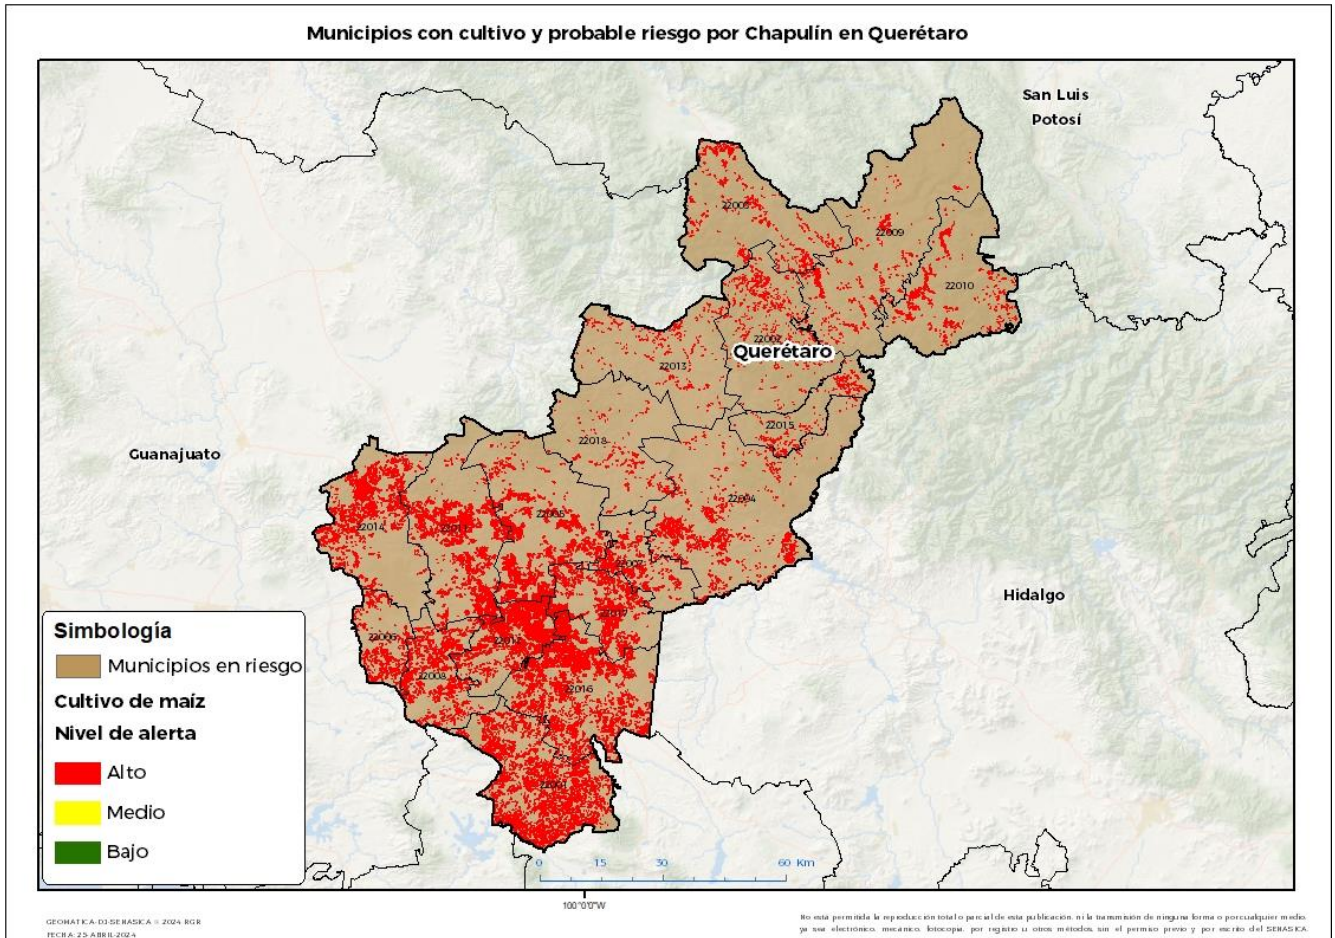 Municipios con cultivo y probable riesgo por Chapulín en Querétaro
San Luis
Potosí
22009
22010
Querétaro
22013
22015
22018
Guanajuato
22004
22014
Hidalgo
22006
22008
22016
Simbología
Municipios en riesgo
Cultivo de maíz
Nivel de alerta
Alto
Medio
Bajo
0 15 30 60 Km
100°0'0"W
GEOMATICA-DJ-SENASICA © 2024 RGR
FECHA: 25-ABRIL-2024
No está permitida la reproducción total o parcial de esta publicación, ni la transmisión de ninguna forma o por cualquier medio,
ya sea electrónico, mecánico, fotocopia, por registro u otros métodos, sin el permiso previo y por escrito del SENASICA.